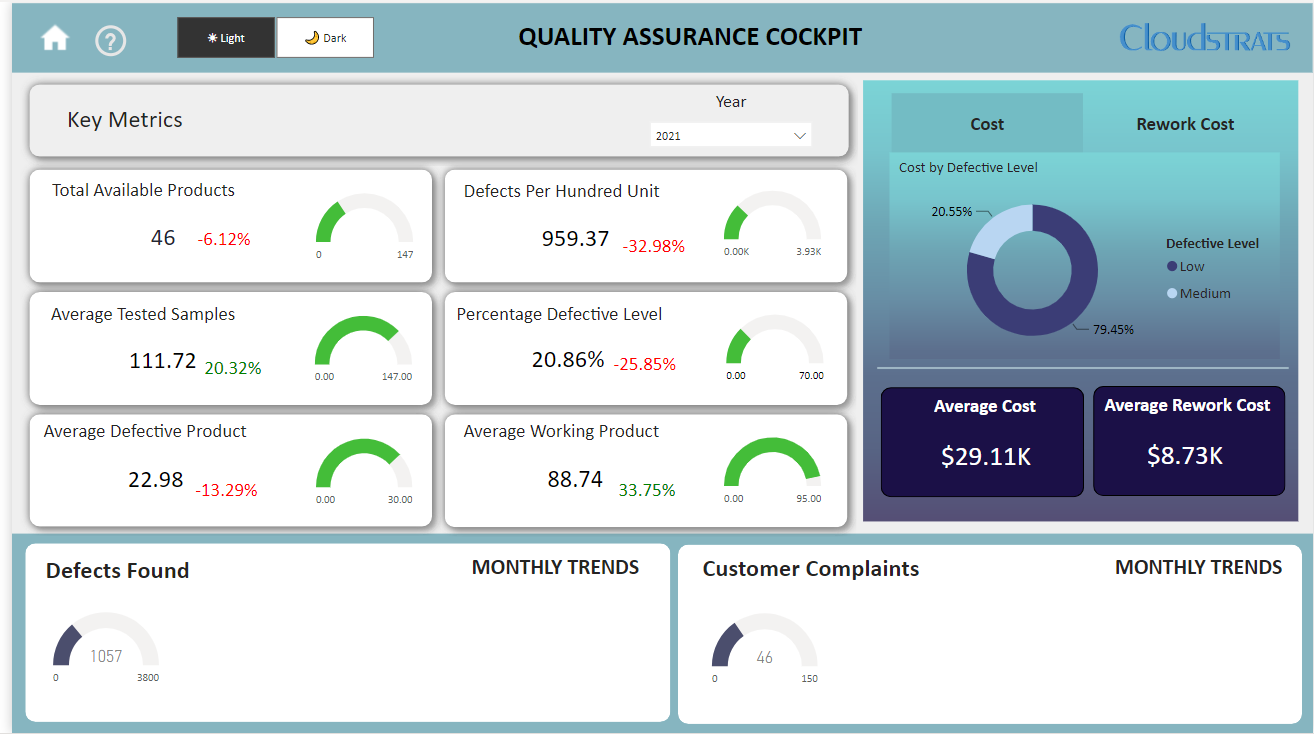 ?
Light
Dark
QUALITY ASSURANCE COCKPIT
CloudStrats
Key Metrics
Year
2021
Total Available Products
46 -6.12%
0 147
Defects Per Hundred Unit
959.37 -32.98%
0.00K 3.93K
Average Tested Samples
111.72 20.32%
0.00 147.00
Percentage Defective Level
20.86% -25.85%
0.00 70.00
Average Defective Product
22.98 -13.29%
0.00 30.00
Average Working Product
88.74 33.75%
0.00 95.00
Cost Rework Cost
Cost by Defective Level
20.55%
79.45%
Defective Level
Low
Medium
Average Cost
$29.11K
Average Rework Cost
$8.73K
Defects Found MONTHLY TRENDS
1057
0 3800
Customer Complaints MONTHLY TRENDS
46
0 150